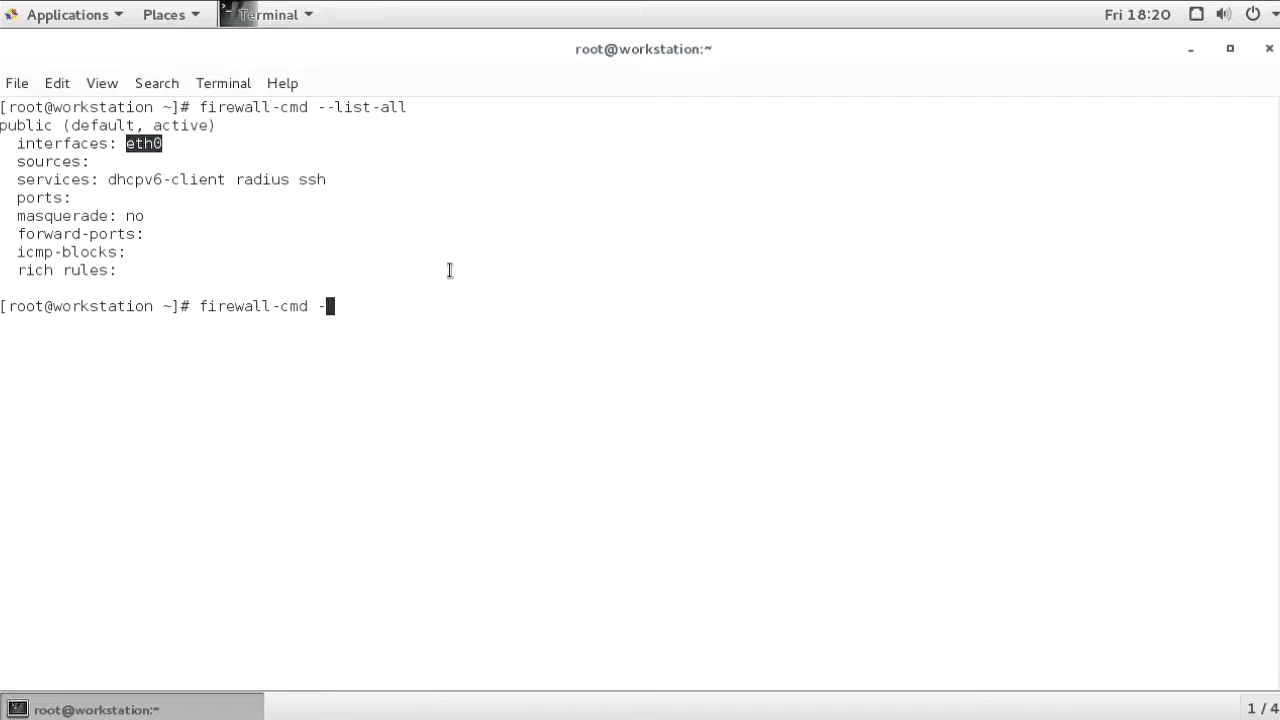 Applications Places Terminal Fri 18:20
root@workstation:~
File Edit View Search Terminal Help
[root@workstation ~]# firewall-cmd --list-all
public (default, active)
  interfaces: eth0
  sources:
  services: dhcpv6-client radius ssh
  ports:
  masquerade: no
  forward-ports:
  icmp-blocks:
  rich rules:
[root@workstation ~]# firewall-cmd -
root@workstation:~ 1 / 4